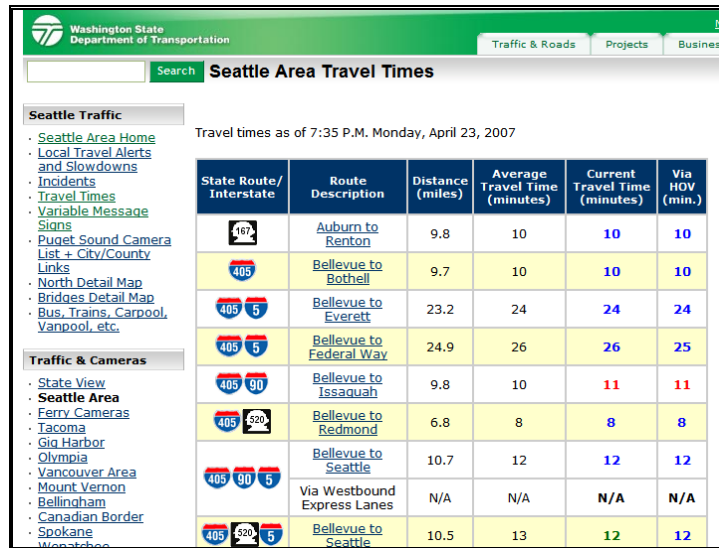 Washington State
Department of Transportation
Traffic & Roads
Projects
Search
Seattle Area Travel Times
Seattle Traffic
· Seattle Area Home
· Local Travel Alerts
and Slowdowns
· Incidents
· Travel Times
· Variable Message
Signs
· Puget Sound Camera
List + City/County
Links
· North Detail Map
· Bridges Detail Map
· Bus, Trains, Carpool,
Vanpool, etc.
Traffic & Cameras
· State View
· Seattle Area
· Ferry Cameras
· Tacoma
· Gig Harbor
· Olympia
· Vancouver Area
· Mount Vernon
· Bellingham
· Canadian Border
· Spokane
Travel times as of 7:35 P.M. Monday, April 23, 2007
State Route/
Interstate
Route
Description
Distance
(miles)
Average
Travel Time
(minutes)
Current
Travel Time
(minutes)
Via
HOV
(min.)
167
Auburn to
Renton
9.8
10
10
10
405
Bellevue to
Bothell
9.7
10
10
10
405 5
Bellevue to
Everett
23.2
24
24
24
405 5
Bellevue to
Federal Way
24.9
26
26
25
405 90
Bellevue to
Issaquah
9.8
10
11
11
405 520
Bellevue to
Redmond
6.8
8
8
8
405 90 5
Bellevue to
Seattle
10.7
12
12
12
Via Westbound
Express Lanes
N/A
N/A
N/A
N/A
405 520 5
Bellevue to
Seattle
10.5
13
12
12